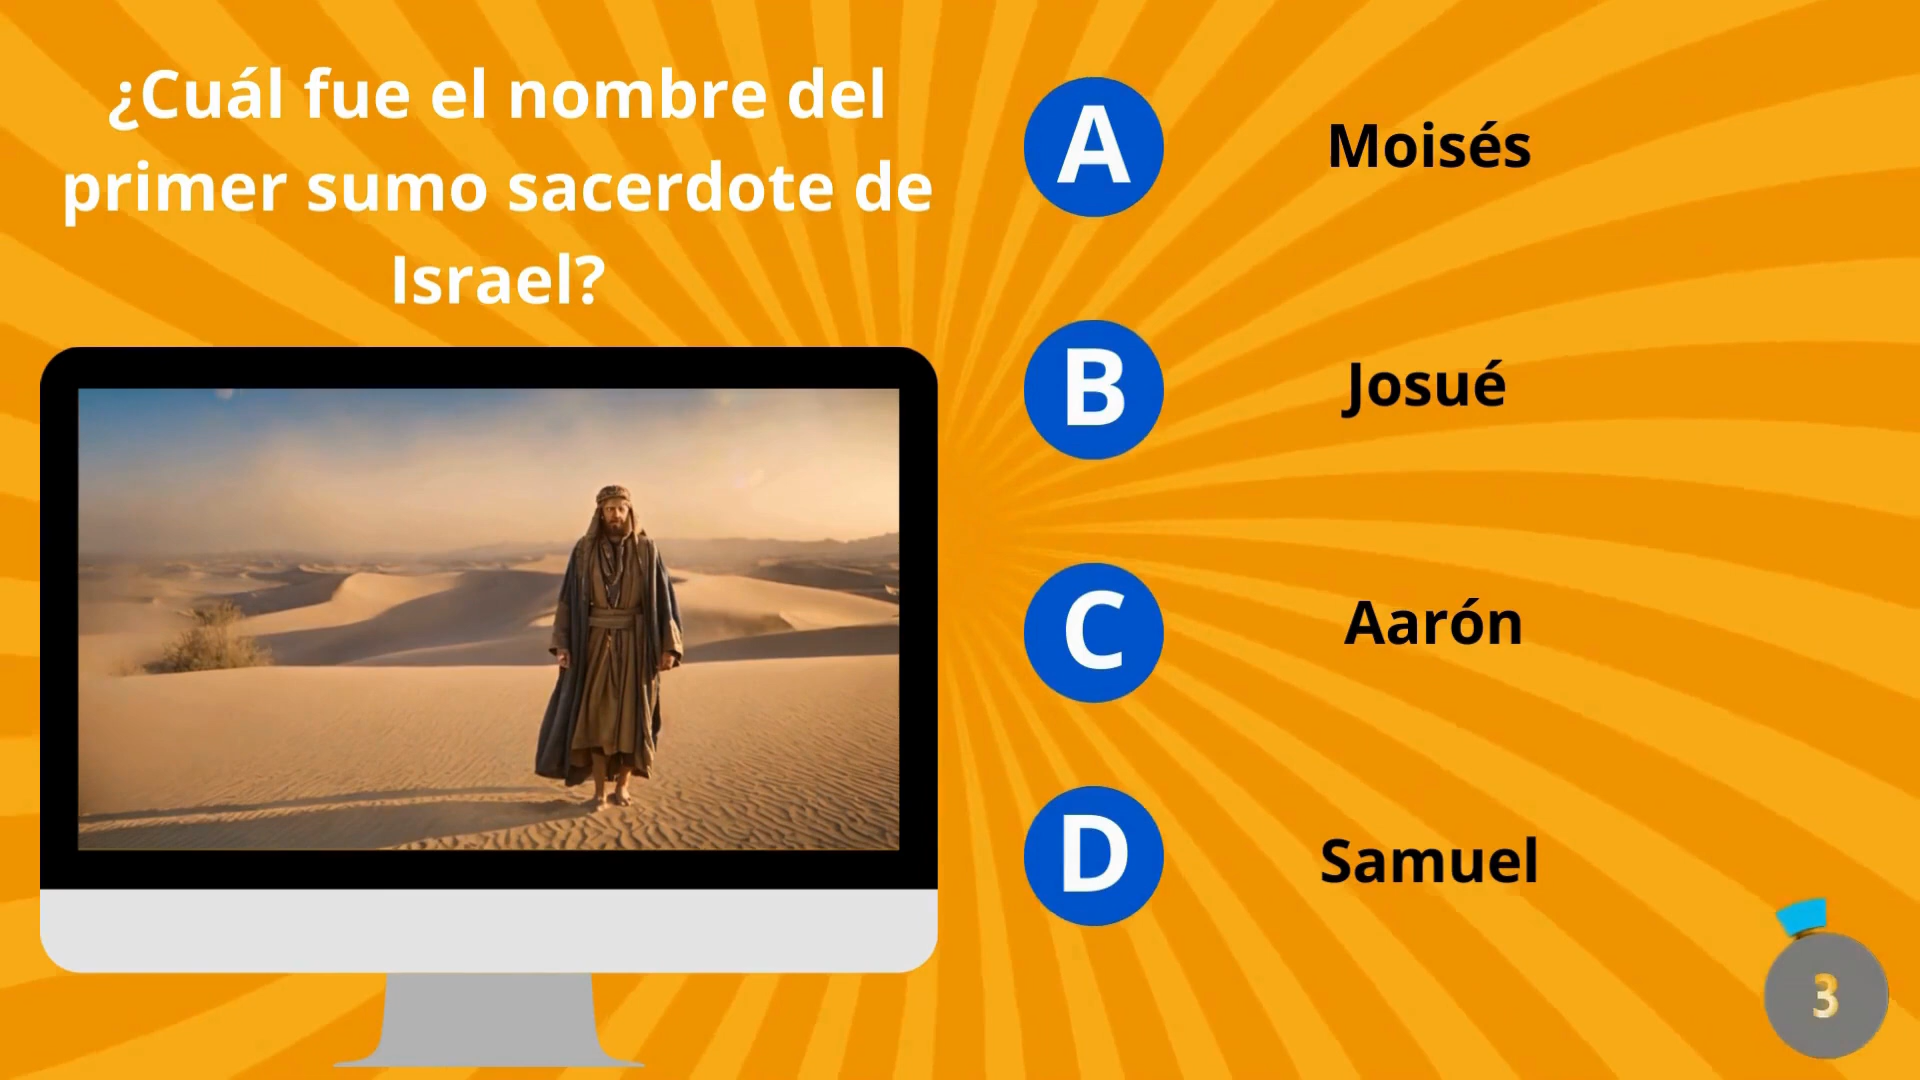 ¿Cuál fue el nombre del
primer sumo sacerdote de
Israel?
A Moisés
B Josué
C Aarón
D Samuel
3